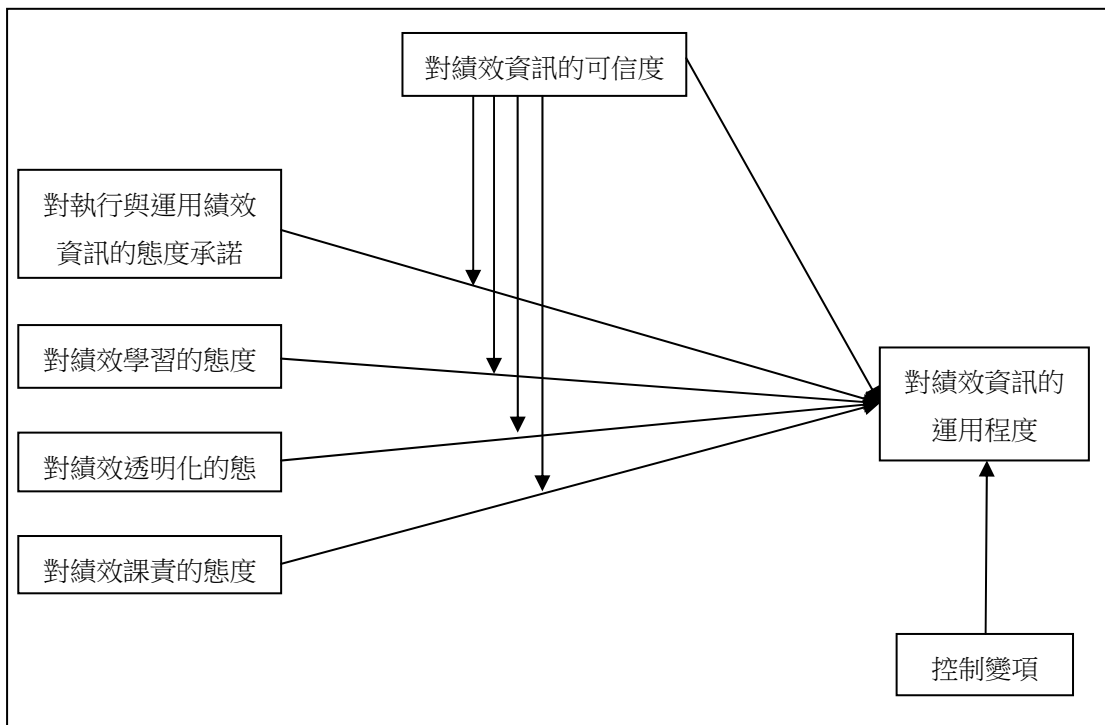 對績效資訊的可信度
對執行與運用績效
資訊的態度承諾
對績效學習的態度
對績效透明化的態
對績效課責的態度
對績效資訊的
運用程度
控制變項